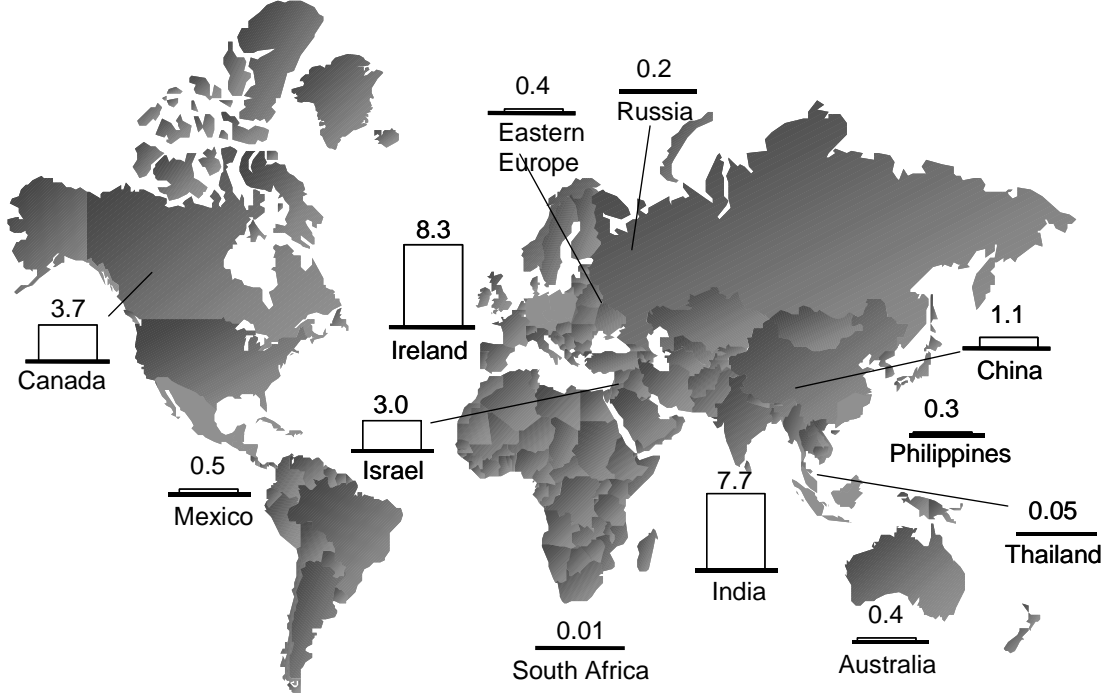 0.2
Russia
0.4
Eastern
Europe
8.3
Ireland
3.7
Canada
1.1
China
3.0
Israel
0.3
Philippines
0.5
Mexico
7.7
India
0.05
Thailand
0.4
Australia
0.01
South Africa